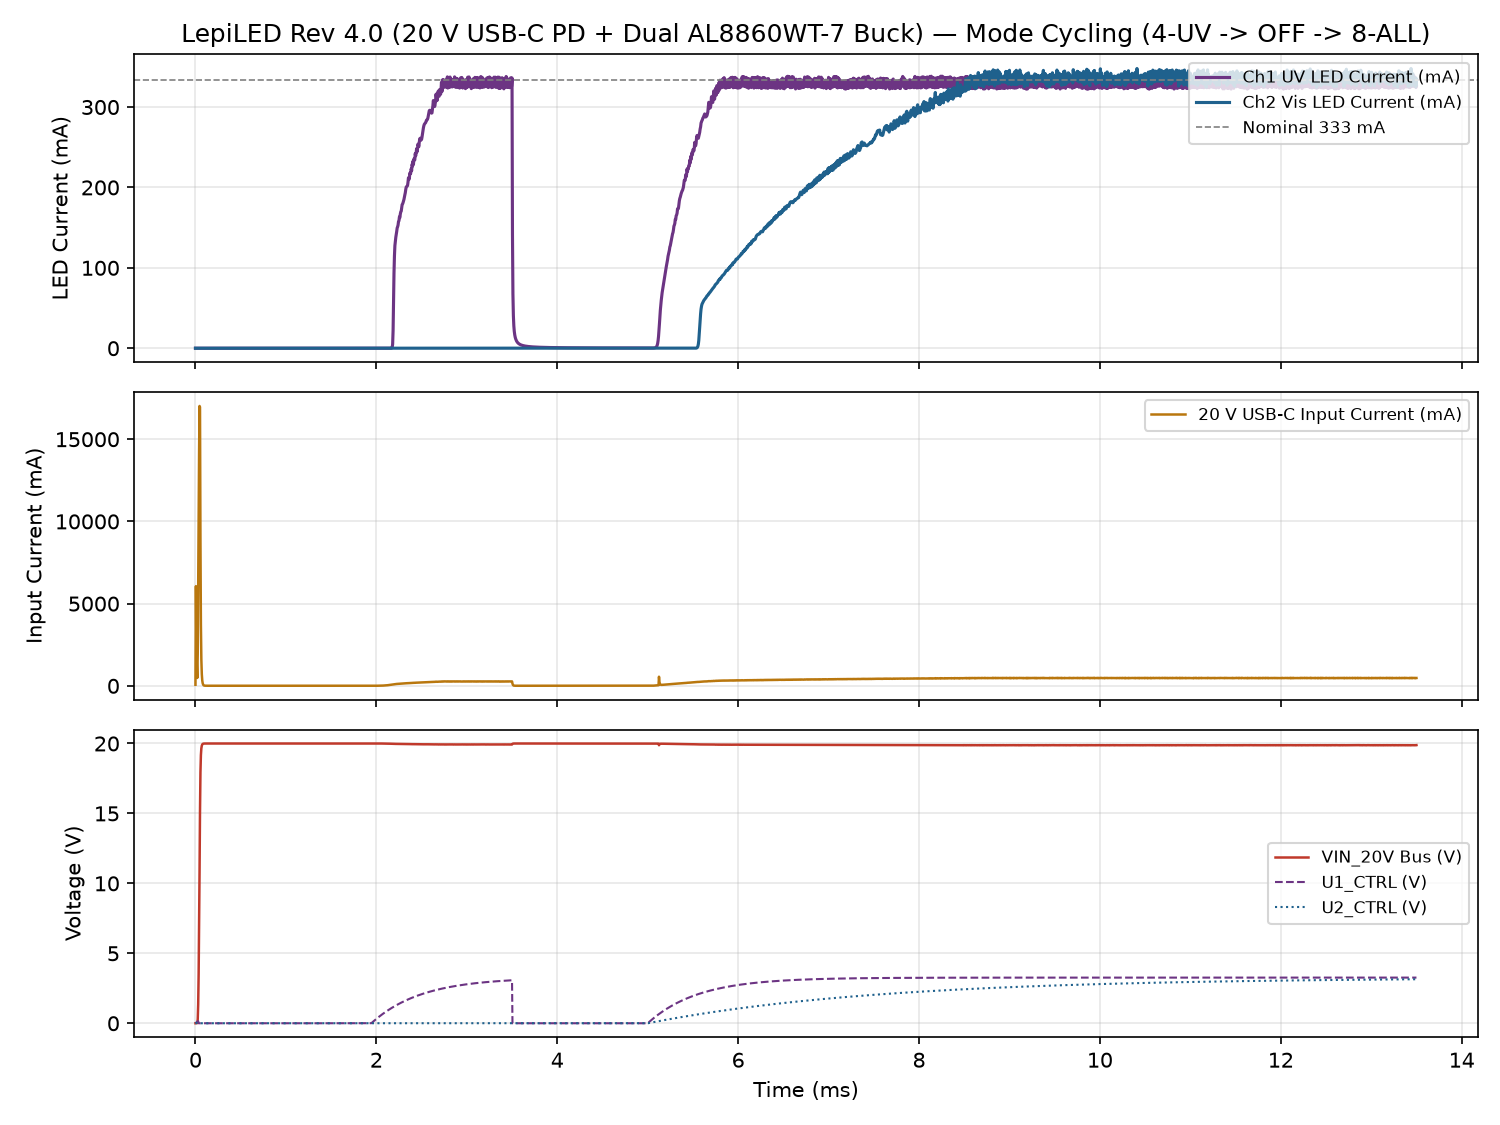 LepiLED Rev 4.0 (20 V USB-C PD + Dual AL8860WT-7 Buck) — Mode Cycling (4-UV -> OFF -> 8-ALL)
LED Current (mA)
300
200
100
0
Ch1 UV LED Current (mA)
Ch2 Vis LED Current (mA)
Nominal 333 mA
Input Current (mA)
15000
10000
5000
0
20 V USB-C Input Current (mA)
Voltage (V)
20
15
10
5
0
VIN_20V Bus (V)
U1_CTRL (V)
U2_CTRL (V)
0 2 4 6 8 10 12 14
Time (ms)